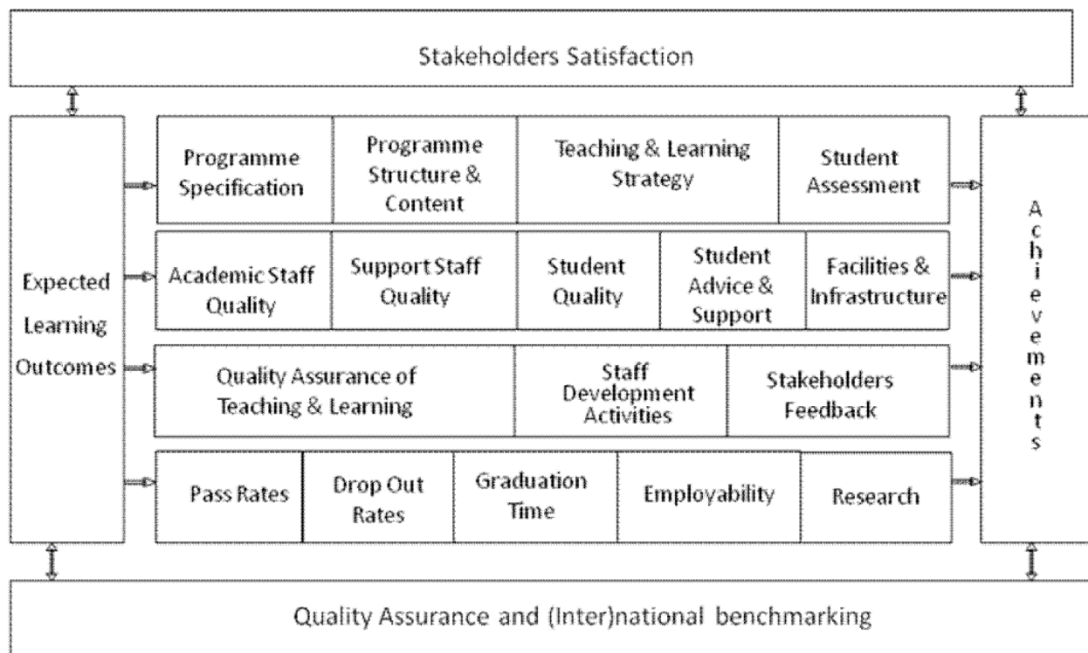 Stakeholders Satisfaction
Expected
Learning
Outcomes
Programme
Specification
Programme
Structure &
Content
Teaching & Learning
Strategy
Student
Assessment
Academic Staff
Quality
Support Staff
Quality
Student
Quality
Student
Advice &
Support
Facilities &
Infrastructure
Quality Assurance of
Teaching & Learning
Staff
Development
Activities
Stakeholders
Feedback
Pass Rates
Drop Out
Rates
Graduation
Time
Employability
Research
Achievements
Quality Assurance and (Inter)national benchmarking